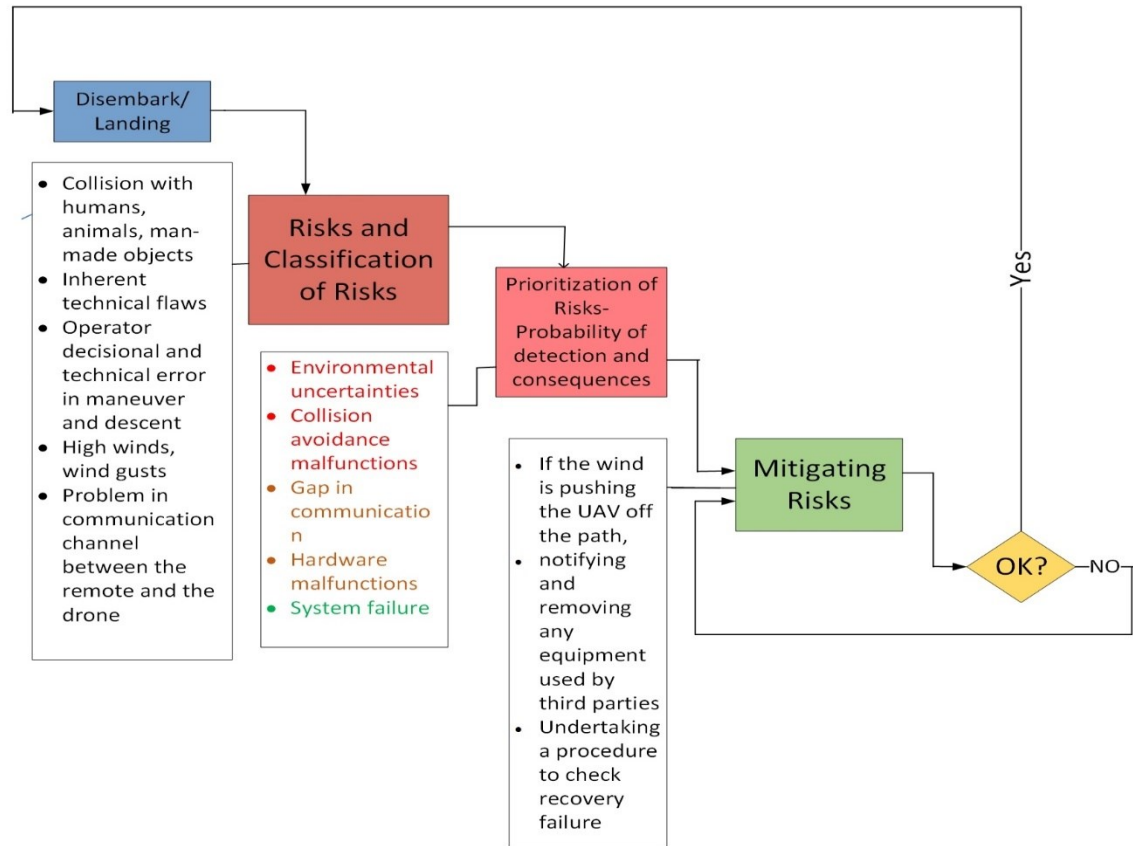 Disembark/
Landing
• Collision with
humans,
animals, man-
made objects
• Inherent
technical flaws
• Operator
decisional and
technical error
in maneuver
and descent
• High winds,
wind gusts
• Problem in
communication
channel
between the
remote and the
drone
Risks and
Classification
of Risks
• Environmental
uncertainties
• Collision
avoidance
malfunctions
• Gap in
communicatio
n
• Hardware
malfunctions
• System failure
Prioritization of
Risks-
Probability of
detection and
consequences
• If the wind
is pushing
the UAV off
the path,
• notifying
and
removing
any
equipment
used by
third parties
• Undertaking
a procedure
to check
recovery
failure
Mitigating
Risks
OK?
NO
Yes